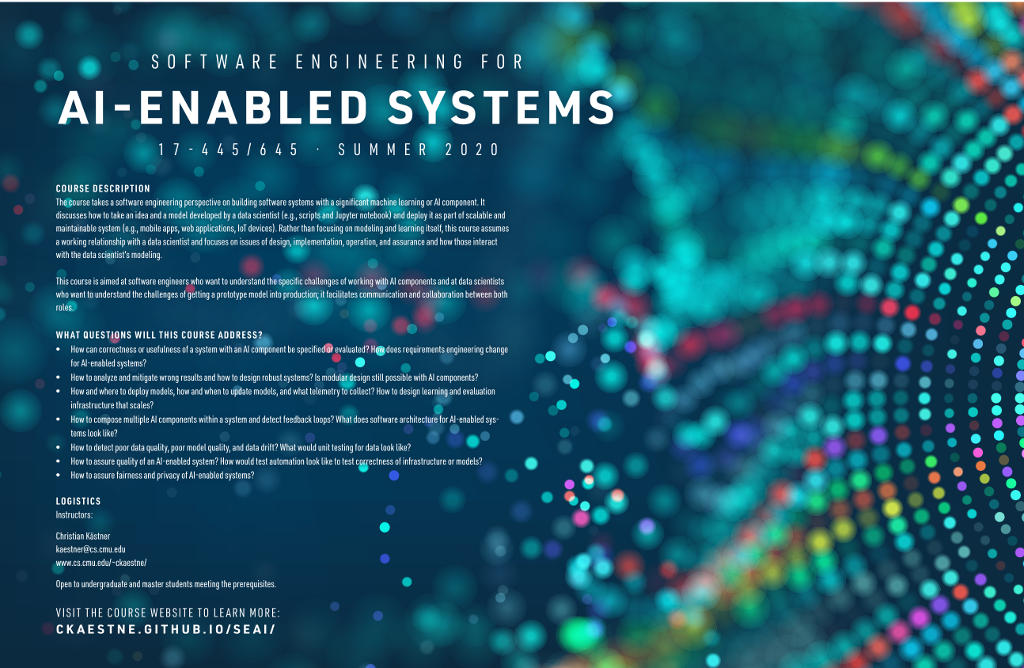 SOFTWARE ENGINEERING FOR
AI-ENABLED SYSTEMS
17-445/645 · SUMMER 2020
COURSE DESCRIPTION
The course takes a software engineering perspective on building software systems with a significant machine learning or AI component. It
discusses how to take an idea and a model developed by a data scientist (e.g., scripts and Jupyter notebook) and deploy it as part of scalable and
maintainable system (e.g., mobile apps, web applications, IoT devices). Rather than focusing on modeling and learning itself, this course assumes
a working relationship with a data scientist and focuses on issues of design, implementation, operation, and assurance and how those interact
with the data scientist's modeling.
This course is aimed at software engineers who want to understand the specific challenges of working with AI components and at data scientists
who want to understand the challenges of getting a prototype model into production; it facilitates communication and collaboration between both
roles.
WHAT QUESTIONS WILL THIS COURSE ADDRESS?
• How can correctness or usefulness of a system with an AI component be specified or evaluated? How does requirements engineering change
for AI-enabled systems?
• How to analyze and mitigate wrong results and how to design robust systems? Is modular design still possible with AI components?
• How and where to deploy models, how and when to update models, and what telemetry to collect? How to design learning and evaluation
infrastructure that scales?
• How to compose multiple AI components within a system and detect feedback loops? What does software architecture for AI-enabled sys-
tems look like?
• How to detect poor data quality, poor model quality, and data drift? What would unit testing for data look like?
• How to assure quality of an AI-enabled system? How would test automation look like to test correctness of infrastructure or models?
• How to assure fairness and privacy of AI-enabled systems?
LOGISTICS
Instructors:
Christian Kästner
kaestner@cs.cmu.edu
www.cs.cmu.edu/~ckaestne/
Open to undergraduate and master students meeting the prerequisites.
VISIT THE COURSE WEBSITE TO LEARN MORE:
CKAESTNE.GITHUB.IO/SEAI/